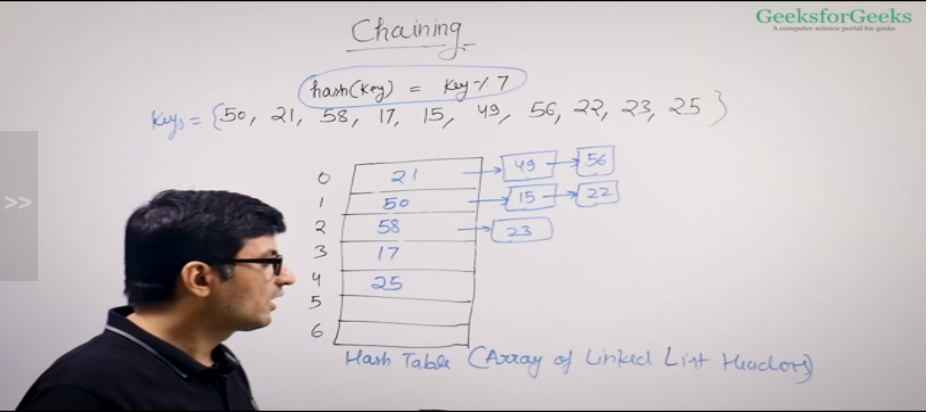 GeeksforGeeks
A computer science portal for geeks
Chaining
hash(key) = key % 7
Keys = {50, 21, 58, 17, 15, 49, 56, 22, 23, 25}
0 21 → 49 → 56
1 50 → 15 → 22
2 58 → 23
3 17
4 25
5
6
Hash Table (Array of Linked List Headers)
>>